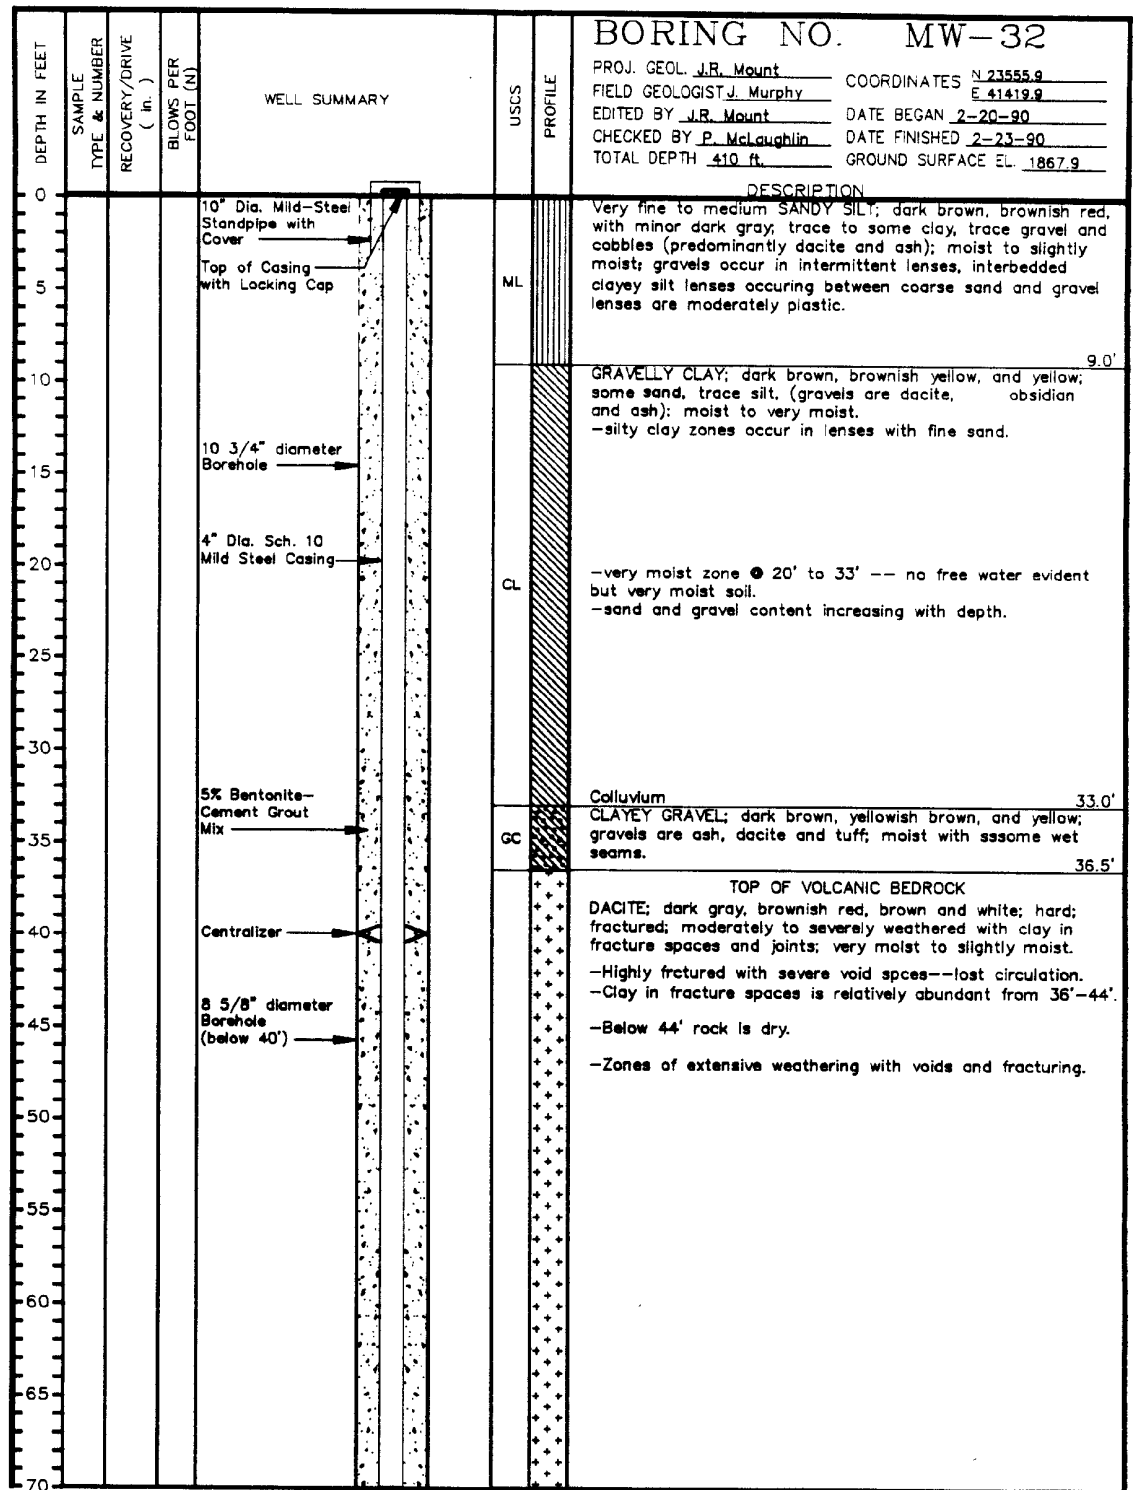 BORING NO. MW-32
PROJ. GEOL. J.R. Mount
FIELD GEOLOGIST J. Murphy
EDITED BY J.R. Mount
CHECKED BY P. McLaughlin
TOTAL DEPTH 410 ft.
COORDINATES N 23555.9
E 41419.9
DATE BEGAN 2-20-90
DATE FINISHED 2-23-90
GROUND SURFACE EL. 1867.9
DEPTH IN FEET
SAMPLE
TYPE & NUMBER
RECOVERY/DRIVE
( in. )
BLOWS PER
FOOT (N)
WELL SUMMARY
USCS
PROFILE
DESCRIPTION
0
5
10
15
20
25
30
35
40
45
50
55
60
65
70
10" Dia. Mild-Steel
Standpipe with
Cover
Top of Casing
with Locking Cap
10 3/4" diameter
Borehole
4" Dia. Sch. 10
Mild Steel Casing
5% Bentonite-
Cement Grout
Mix
Centralizer
8 5/8" diameter
Borehole
(below 40')
ML
CL
GC
Very fine to medium SANDY SILT; dark brown, brownish red,
with minor dark gray; trace to some clay, trace gravel and
cobbles (predominantly dacite and ash); moist to slightly
moist; gravels occur in intermittent lenses, interbedded
clayey silt lenses occuring between coarse sand and gravel
lenses are moderately plastic.
9.0'
GRAVELLY CLAY; dark brown, brownish yellow, and yellow;
some sand, trace silt, (gravels are dacite, obsidian
and ash): moist to very moist.
-silty clay zones occur in lenses with fine sand.
-very moist zone @ 20' to 33' -- no free water evident
but very moist soil.
-sand and gravel content increasing with depth.
Colluvium 33.0'
CLAYEY GRAVEL; dark brown, yellowish brown, and yellow;
gravels are ash, dacite and tuff; moist with sssome wet
seams.
36.5'
TOP OF VOLCANIC BEDROCK
DACITE; dark gray, brownish red, brown and white; hard;
fractured; moderately to severely weathered with clay in
fracture spaces and joints; very moist to slightly moist.
-Highly frctured with severe void spces--lost circulation.
-Clay in fracture spaces is relatively abundant from 36'-44'.
-Below 44' rock is dry.
-Zones of extensive weathering with voids and fracturing.